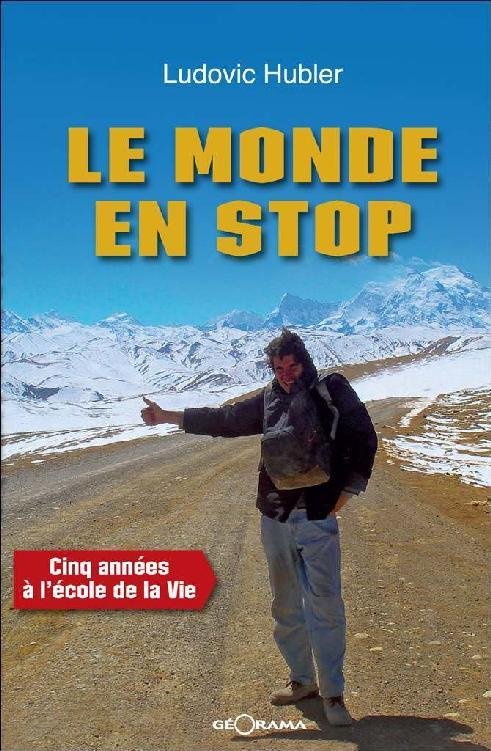 Ludovic Hubler
LE MONDE
EN STOP
Cinq années
à l'école de la Vie
GÉORAMA